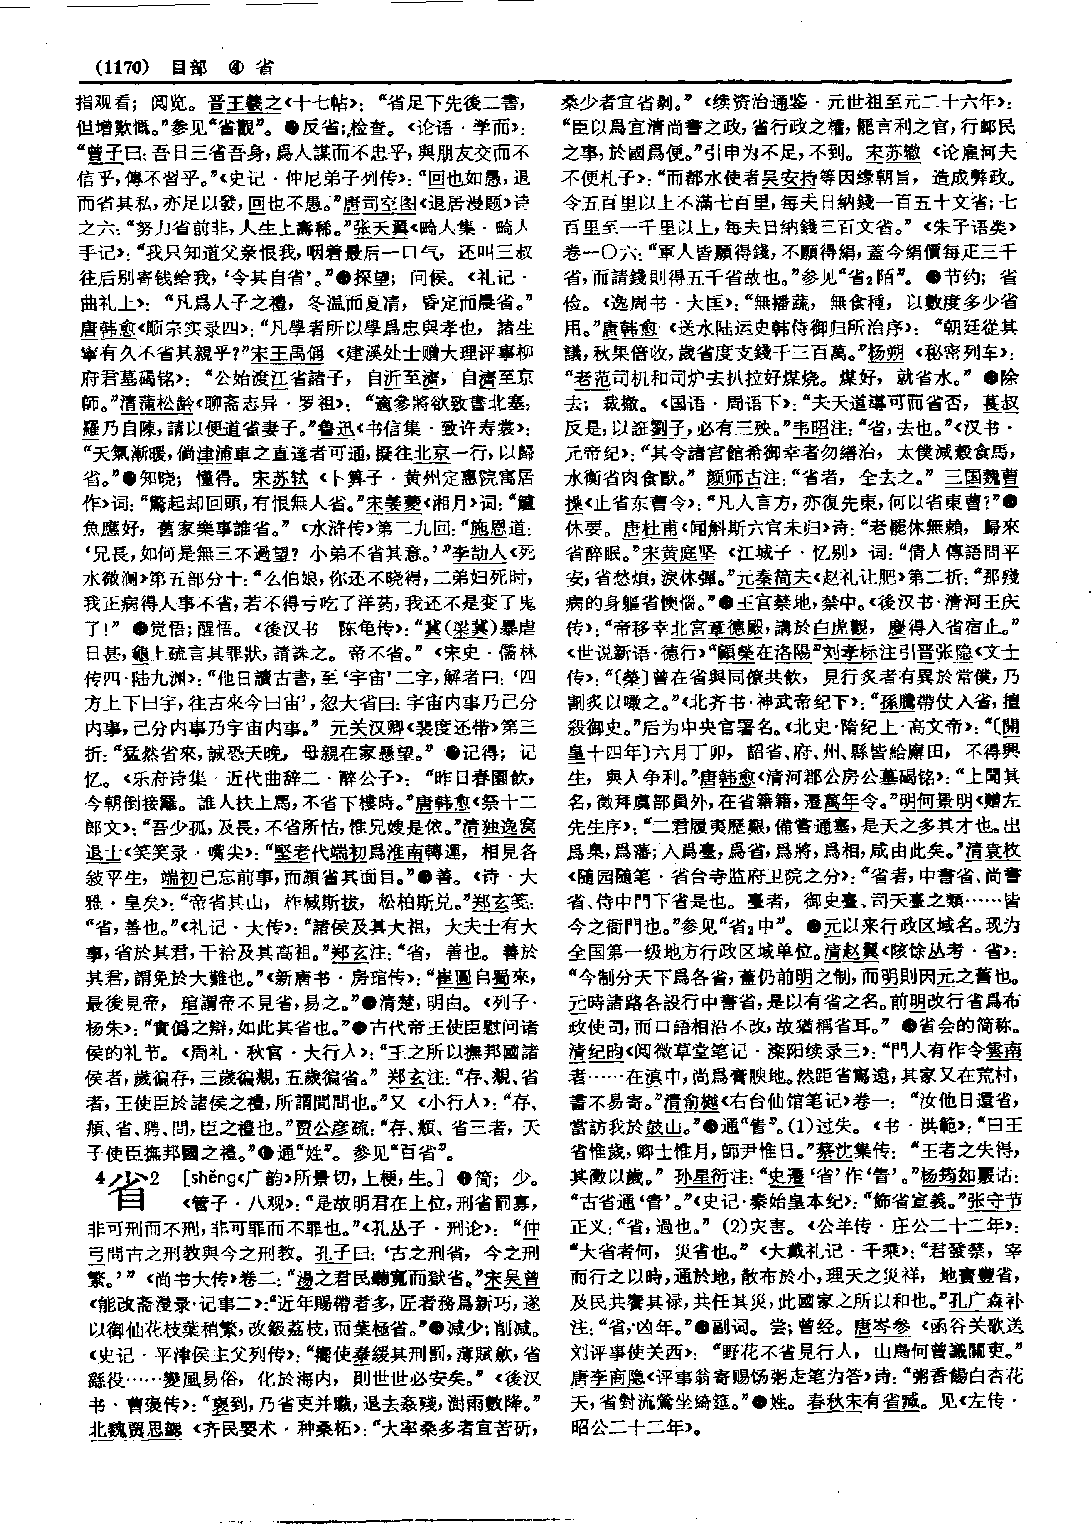 (1170) 目部 ④ 省
指观看；阅览。晋王羲之《十七帖》：“省足下先後二書，
但增歎慨。”参见“省觀”。●反省；检查。《论语·学而》：
“曾子曰：吾日三省吾身，爲人謀而不忠乎，與朋友交而不
信乎，傳不習乎。”《史记·仲尼弟子列传》：“回也如愚，退
而省其私，亦足以發，回也不愚。”唐司空图《退居漫题》诗
之六：“努力省前非，人生上壽稀。”张天翼《畸人集·畸人
手记》：“我只知道父亲恨我，咽着最后一口气，还叫三叔
往后别寄钱给我，‘令其自省’。”●探望；问候。《礼记·
曲礼上》：“凡爲人子之禮，冬温而夏凊，昏定而晨省。”
唐韩愈《顺宗实录四》：“凡學者所以學爲忠與孝也，諸生
寧有久不省其親乎？”宋王禹偁《建溪处士赠大理评事柳
府君墓碣铭》：“公始渡江省諸子，自沂至濟，自濟至京
師。”清蒲松龄《聊斋志异·罗祖》：“適參將欲致書北塞，
羅乃自陳，請以便道省妻子。”鲁迅《书信集·致许寿裳》：
“天氣漸暖，倘津浦車之直達者可通，擬往北京一行，以歸
省。”●知晓；懂得。宋苏轼《卜算子·黄州定惠院寓居
作》词：“驚起却回頭，有恨無人省。”宋姜夔《湘月》词：“鱸
魚應好，舊家樂事誰省。”《水浒传》第二九回：“施恩道：
‘兄長，如何是無三不過望？小弟不省其意。’”李劼人《死
水微澜》第五部分十：“么伯娘，你还不晓得，二弟妇死时，
我正病得人事不省，若不得亏吃了洋药，我还不是变了鬼
了！”●觉悟；醒悟。《後汉书·陈龟传》：“冀（梁冀）暴虐
日甚，龜上疏言其罪狀，請誅之。帝不省。”《宋史·儒林
传四·陆九渊》：“他日讀古書，至‘宇宙’二字，解者曰：‘四
方上下曰宇，往古來今曰宙’，忽大省曰：宇宙内事乃己分
内事，己分内事乃宇宙内事。”元关汉卿《裴度还带》第三
折：“猛然省來，誠恐天晚，母親在家懸望。”●记得；记
忆。《乐府诗集·近代曲辞二·醉公子》：“昨日春園飲，
今朝倒接䍦。誰人扶上馬，不省下樓時。”唐韩愈《祭十二
郎文》：“吾少孤，及長，不省所怙，惟兄嫂是依。”清独逸窝
退士《笑笑录·嘴尖》：“堅老代端初爲淮南轉運，相見各
敍平生，端初已忘前事，而頗省其面目。”●善。《诗·大
雅·皇矣》：“帝省其山，柞棫斯拔，松柏斯兑。”郑玄笺：
“省，善也。”《礼记·大传》：“諸侯及其大祖，大夫士有大
事，省於其君，干祫及其高祖。”郑玄注：“省，善也。善於
其君，謂免於大難也。”《新唐书·房琯传》：“崔圓自蜀來，
最後見帝，琯謂帝不見省，易之。”●清楚，明白。《列子·
杨朱》：“實僞之辯，如此其省也。”●古代帝王使臣慰问诸
侯的礼节。《周礼·秋官·大行人》：“王之所以撫邦國諸
侯者，歲徧存，三歲徧覜，五歲徧省。”郑玄注：“存、覜、省
者，王使臣於諸侯之禮，所謂間問也。”又《小行人》：“存、
頫、省、聘、問，臣之禮也。”贾公彦疏：“存、頫、省三者，天
子使臣撫邦國之禮。”●通“姓”。参见“百省”。
4省2 [shěng《广韵》所景切，上梗，生。]●简；少。
《管子·八观》：“是故明君在上位，刑省罰寡，
非可刑而不刑，非可罪而不罪也。”《孔丛子·刑论》：“仲
弓問古之刑教與今之刑教。孔子曰：‘古之刑省，今之刑
繁。’”《尚书大传》卷二：“湯之君民聽寬而獄省。”宋吴曾
《能改斋漫录·记事二》：“近年賜帶者多，匠者務爲新巧，遂
以御仙花枝葉稍繁，改鈒荔枝，而葉極省。”●减少；削减。
《史记·平津侯主父列传》：“嚮使秦緩其刑罰，薄賦斂，省
繇役……變風易俗，化於海内，則世世必安矣。”《後汉
书·曹褒传》：“褒到，乃省吏并職，退去姦殘，澍雨數降。”
北魏贾思勰《齐民要术·种桑柘》：“大率桑多者宜苦斫，
桑少者宜省剶。”《续资治通鉴·元世祖至元二十六年》：
“臣以爲宜清尚書之政，省行政之權，罷言利之官，行卹民
之事，於國爲便。”引申为不足，不到。宋苏辙《论雇河夫
不便札子》：“而都水使者吴安持等因缘朝旨，造成弊政。
令五百里以上不滿七百里，每夫日納錢一百五十文省；七
百里至一千里以上，每夫日納錢三百文省。”《朱子语类》
卷一〇六：“軍人皆願得錢，不願得絹，蓋今絹價每疋三千
省，而請錢則得五千省故也。”参见“省₂陌”。●节约；省
俭。《逸周书·大匡》：“無播蔬，無食種，以數度多少省
用。”唐韩愈《送水陆运史韩侍御归所治序》：“朝廷從其
議，秋果倍收，歲省度支錢千三百萬。”杨朔《秘密列车》：
“老范司机和司炉去扒拉好煤烧。煤好，就省水。”●除
去；裁撤。《国语·周语下》：“夫天道導可而省否，萇叔
反是，以誑劉子，必有三殃。”韦昭注：“省，去也。”《汉书·
元帝纪》：“其令諸宫館希御幸者勿繕治，太僕減穀食馬，
水衡省肉食獸。”颜师古注：“省者，全去之。”三国魏曹
操《止省东曹令》：“凡人言方，亦復先東，何以省東曹？”●
休要。唐杜甫《闻斛斯六官未归》诗：“老罷休無賴，歸來
省醉眠。”宋黄庭坚《江城子·忆别》词：“倩人傳語問平
安，省愁煩，淚休彈。”元秦简夫《赵礼让肥》第二折：“那殘
病的身軀省懊惱。”●王宫禁地，禁中。《後汉书·清河王庆
传》：“帝移幸北宫章德殿，講於白虎觀，慶得入省宿止。”
《世说新语·德行》“顧榮在洛陽”刘孝标注引晋张隐《文士
传》：“〔榮〕曾在省與同僚共飲，見行炙者有異於常僕，乃
割炙以噉之。”《北齐书·神武帝纪下》：“孫騰帶仗入省，擅
殺御史。”后为中央官署名。《北史·隋纪上·高文帝》：“〔開
皇十四年〕六月丁卯，詔省、府、州、縣皆給廨田，不得興
生，與人争利。”唐韩愈《清河郡公房公墓碣铭》：“上聞其
名，徵拜虞部員外，在省籍籍，遷萬年令。”明何景明《赠左
先生序》：“二君履夷歷艱，備嘗通塞，是天之多其才也。出
爲臬，爲藩；入爲臺，爲省，爲將，爲相，咸由此矣。”清袁枚
《随园随笔·省台寺监府卫院之分》：“省者，中書省、尚書
省、侍中門下省是也。臺者，御史臺、司天臺之類……皆
今之衙門也。”参见“省₂中”。●元以来行政区域名。现为
全国第一级地方行政区域单位。清赵翼《陔馀丛考·省》：
“今制分天下爲各省，蓋仍前明之制，而明則因元之舊也。
元時諸路各設行中書省，是以有省之名。前明改行省爲布
政使司，而口語相沿不改，故猶稱省耳。”●省会的简称。
清纪昀《阅微草堂笔记·滦阳续录三》：“門人有作令雲南
者……在滇中，尚爲膏腴地。然距省窵遠，其家又在荒村，
書不易寄。”清俞樾《右台仙馆笔记》卷一：“汝他日還省，
當訪我於鼓山。”●通“眚”。(1)过失。《书·洪範》：“曰王
省惟歲，卿士惟月，師尹惟日。”蔡沈集传：“王者之失得，
其徵以歲。”孙星衍注：“史遷‘省’作‘眚’。”杨筠如覈诂：
“古省通‘眚’。”《史记·秦始皇本纪》：“飾省宣義。”张守节
正义：“省，過也。”(2)灾害。《公羊传·庄公二十二年》：
“大省者何，災省也。”《大戴礼记·千乘》：“君發禁，宰
而行之以時，通於地，散布於小，理天之災祥，地寶豐省，
及民共饗其禄，共任其災，此國家之所以和也。”孔广森补
注：“省，凶年。”●副词。尝；曾经。唐岑参《函谷关歌送
刘评事使关西》：“野花不省見行人，山鳥何曾識關吏。”
唐李商隐《评事翁寄赐饧粥走笔为答》诗：“粥香餳白杏花
天，省對流鶯坐綺筵。”●姓。春秋宋有省臧。见《左传·
昭公二十二年》。